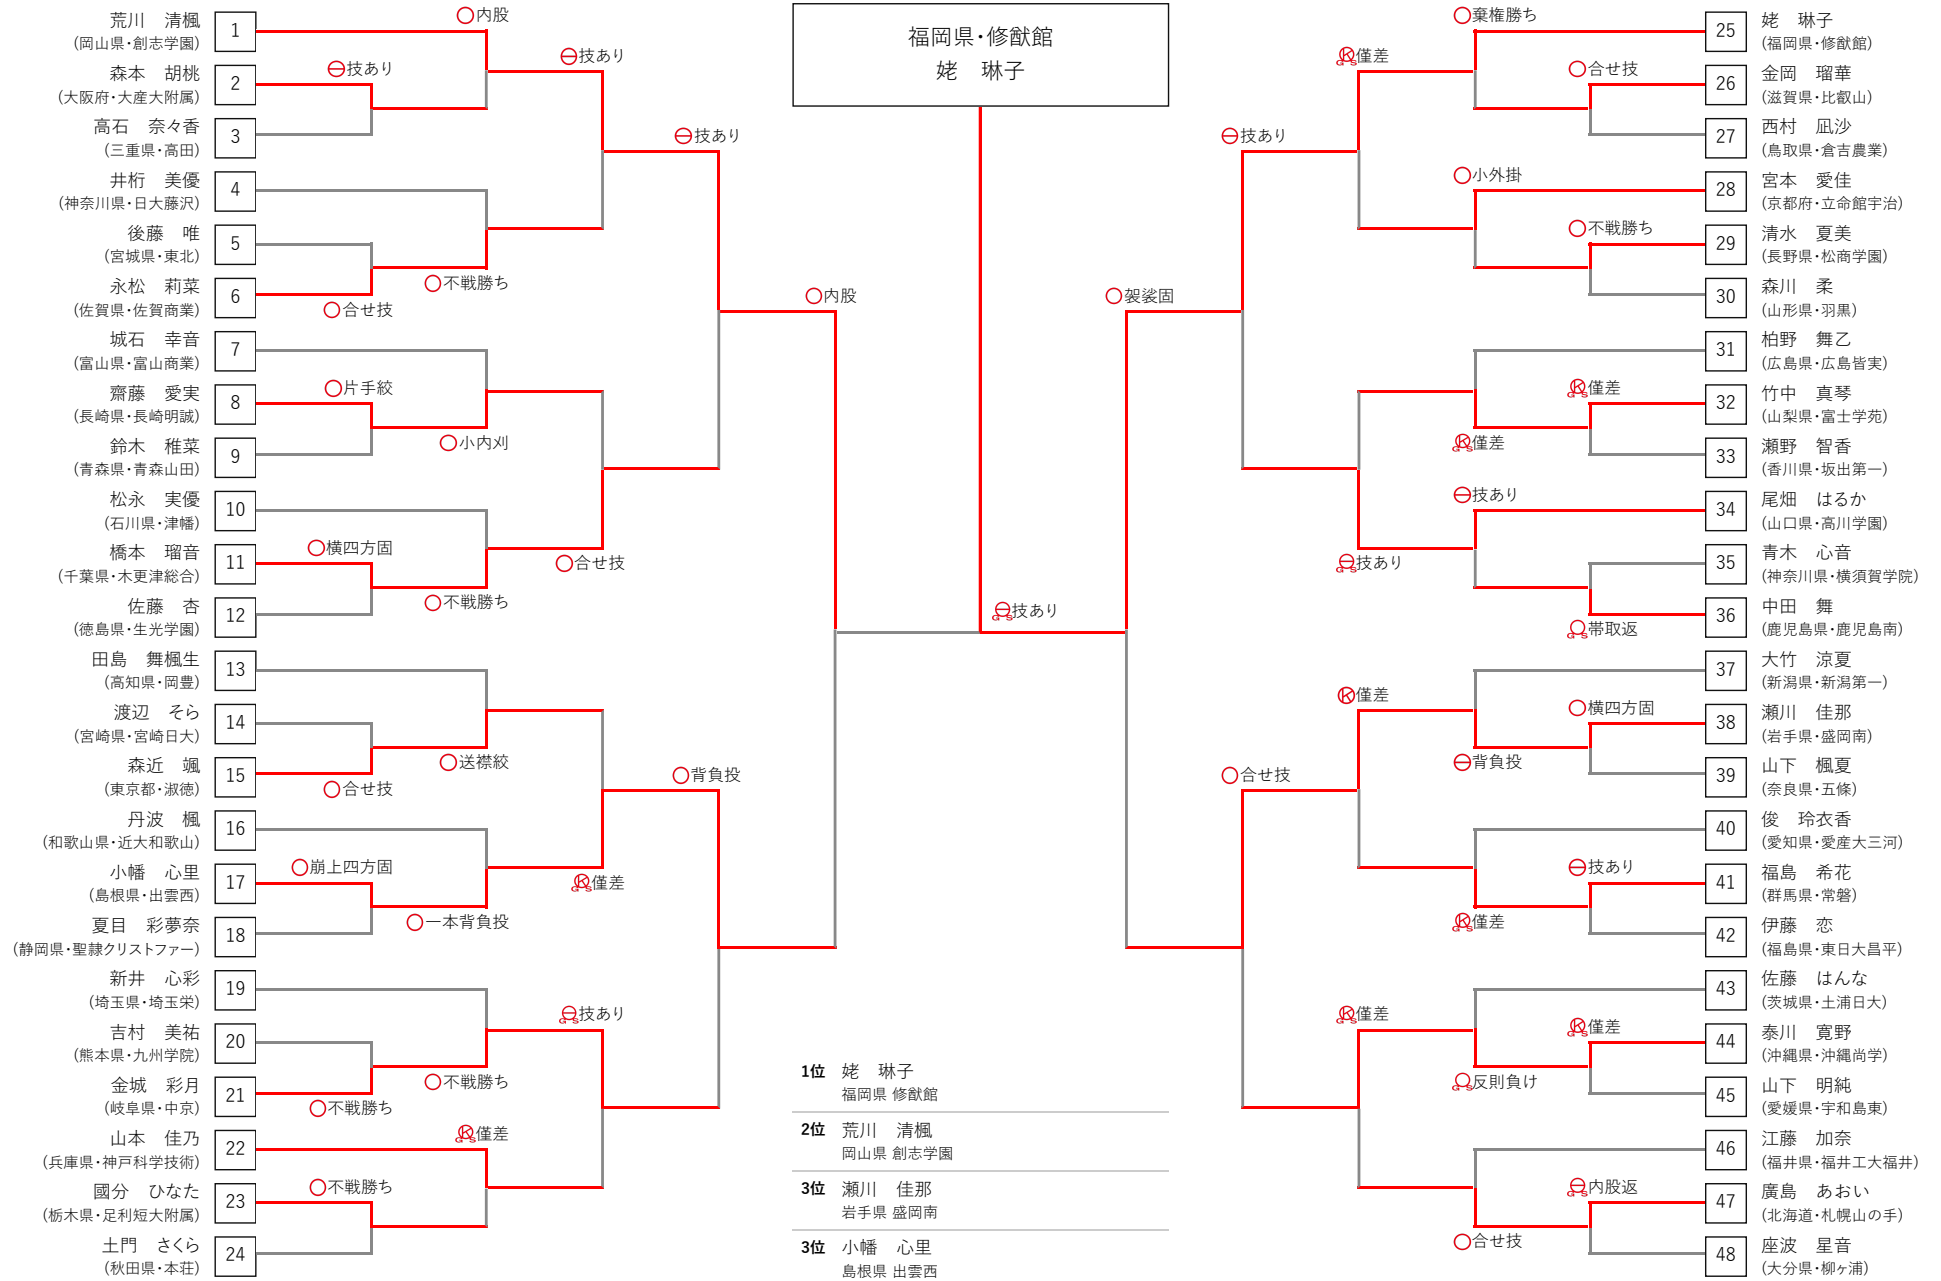 福岡県・修猷館
姥　琳子
荒川　清楓
(岡山県・創志学園)
1
森本　胡桃
(大阪府・大産大附属)
2
高石　奈々香
(三重県・高田)
3
井桁　美優
(神奈川県・日大藤沢)
4
後藤　唯
(宮城県・東北)
5
永松　莉菜
(佐賀県・佐賀商業)
6
城石　幸音
(富山県・富山商業)
7
齋藤　愛実
(長崎県・長崎明誠)
8
鈴木　稚菜
(青森県・青森山田)
9
松永　実優
(石川県・津幡)
10
橋本　瑠音
(千葉県・木更津総合)
11
佐藤　杏
(徳島県・生光学園)
12
田島　舞楓生
(高知県・岡豊)
13
渡辺　そら
(宮崎県・宮崎日大)
14
森近　颯
(東京都・淑徳)
15
丹波　楓
(和歌山県・近大和歌山)
16
小幡　心里
(島根県・出雲西)
17
夏目　彩夢奈
(静岡県・聖隷クリストファー)
18
新井　心彩
(埼玉県・埼玉栄)
19
吉村　美祐
(熊本県・九州学院)
20
金城　彩月
(岐阜県・中京)
21
山本　佳乃
(兵庫県・神戸科学技術)
22
國分　ひなた
(栃木県・足利短大附属)
23
土門　さくら
(秋田県・本荘)
24
技あり
合せ技
片手絞
横四方固
合せ技
崩上四方固
不戦勝ち
不戦勝ち
内股
不戦勝ち
小内刈
不戦勝ち
送襟絞
一本背負投
不戦勝ち
GS僅差
技あり
合せ技
GS僅差
GS技あり
技あり
背負投
内股
GS技あり
袈裟固
技あり
合せ技
GS僅差
GS技あり
僅差
GS僅差
棄権勝ち
小外掛
GS僅差
技あり
背負投
GS僅差
GS反則負け
合せ技
合せ技
不戦勝ち
GS僅差
GS帯取返
横四方固
技あり
GS僅差
GS内股返
25
姥　琳子
(福岡県・修猷館)
26
金岡　瑠華
(滋賀県・比叡山)
27
西村　凪沙
(鳥取県・倉吉農業)
28
宮本　愛佳
(京都府・立命館宇治)
29
清水　夏美
(長野県・松商学園)
30
森川　柔
(山形県・羽黒)
31
柏野　舞乙
(広島県・広島皆実)
32
竹中　真琴
(山梨県・富士学苑)
33
瀬野　智香
(香川県・坂出第一)
34
尾畑　はるか
(山口県・高川学園)
35
青木　心音
(神奈川県・横須賀学院)
36
中田　舞
(鹿児島県・鹿児島南)
37
大竹　涼夏
(新潟県・新潟第一)
38
瀬川　佳那
(岩手県・盛岡南)
39
山下　楓夏
(奈良県・五條)
40
俊　玲衣香
(愛知県・愛産大三河)
41
福島　希花
(群馬県・常磐)
42
伊藤　恋
(福島県・東日大昌平)
43
佐藤　はんな
(茨城県・土浦日大)
44
泰川　寛野
(沖縄県・沖縄尚学)
45
山下　明純
(愛媛県・宇和島東)
46
江藤　加奈
(福井県・福井工大福井)
47
廣島　あおい
(北海道・札幌山の手)
48
座波　星音
(大分県・柳ヶ浦)
1位　姥　琳子
福岡県 修猷館
2位　荒川　清楓
岡山県 創志学園
3位　瀬川　佳那
岩手県 盛岡南
3位　小幡　心里
島根県 出雲西